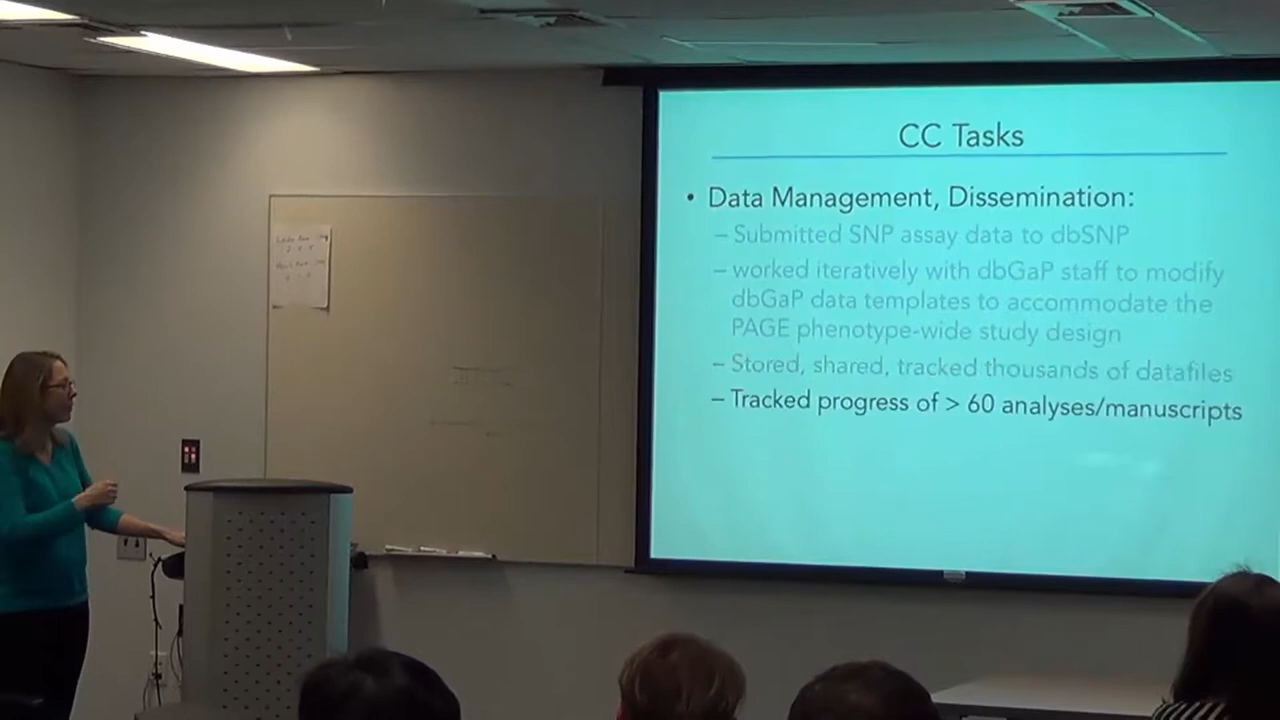 CC Tasks
• Data Management, Dissemination:
– Submitted SNP assay data to dbSNP
– worked iteratively with dbGaP staff to modify
dbGaP data templates to accommodate the
PAGE phenotype-wide study design
– Stored, shared, tracked thousands of datafiles
– Tracked progress of > 60 analyses/manuscripts